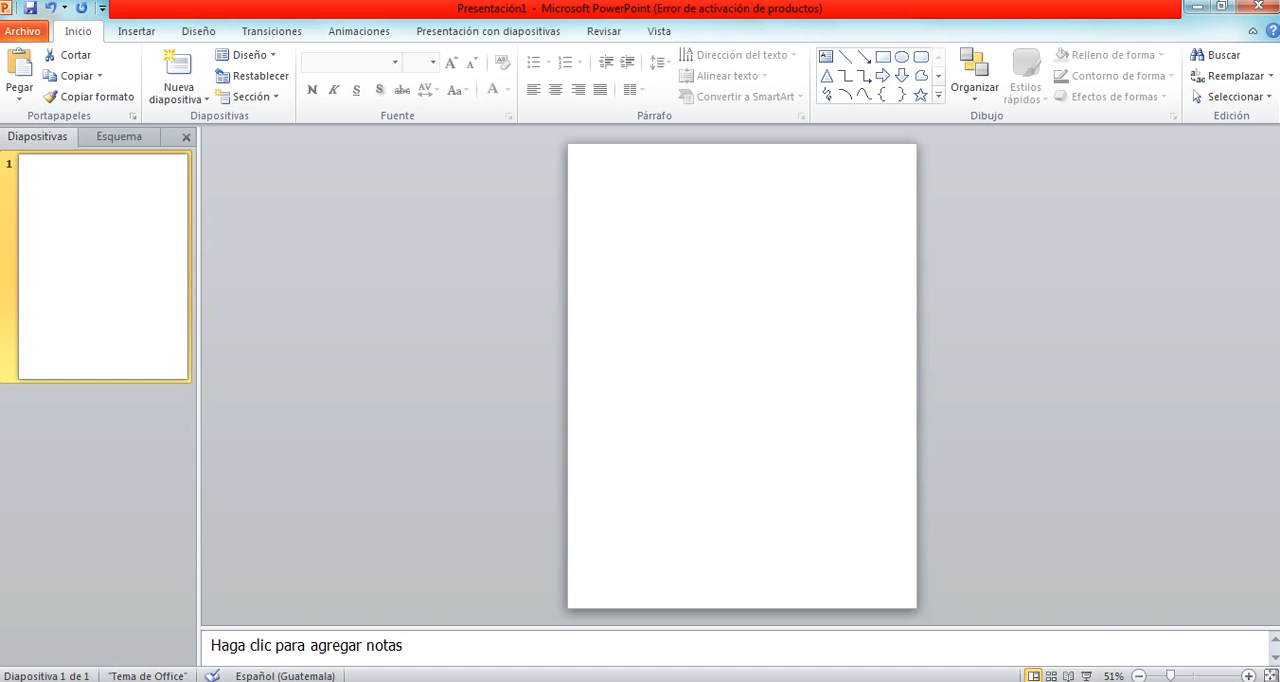 Presentación1 - Microsoft PowerPoint (Error de activación de productos)
Archivo Inicio Insertar Diseño Transiciones Animaciones Presentación con diapositivas Revisar Vista
Pegar
Cortar
Copiar
Copiar formato
Portapapeles
Nueva
diapositiva
Diseño
Restablecer
Sección
Diapositivas
N K S S abc AV Aa A
Fuente
Dirección del texto
Alinear texto
Convertir a SmartArt
Párrafo
Organizar
Estilos
rápidos
Relleno de forma
Contorno de forma
Efectos de formas
Dibujo
Buscar
Reemplazar
Seleccionar
Edición
Diapositivas Esquema
1
Haga clic para agregar notas
Diapositiva 1 de 1 "Tema de Office" Español (Guatemala) 51%